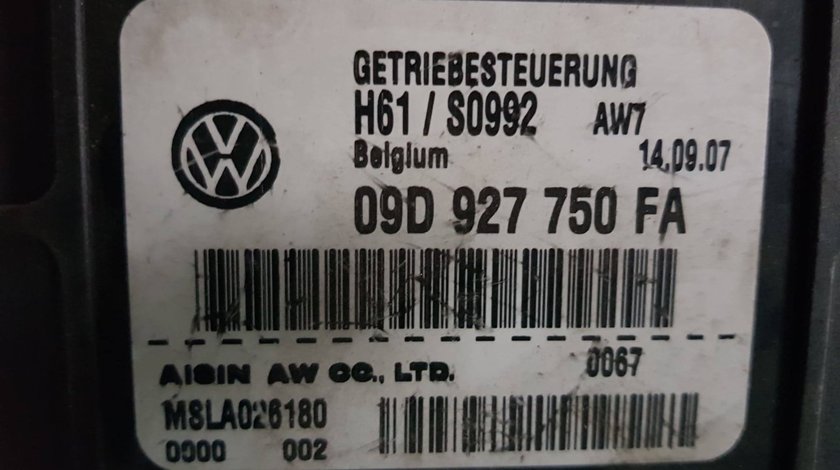 GETRIEBESTEUERUNG
H61 / S0992 AW7
Belgium 14.09.07
09D 927 750 FA
AISIN AW CO., LTD. 0067
MSLA026180
0000 002